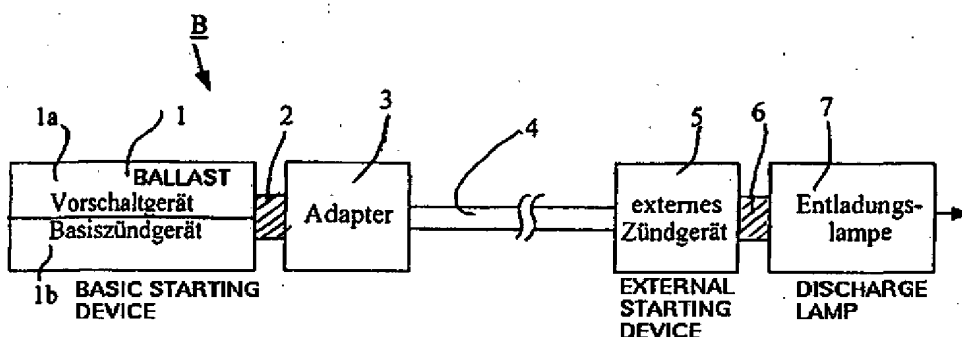 B
1a
1
2
3
4
5
6
7
BALLAST
Vorschaltgerät
Basiszündgerät
Adapter
externes
Zündgerät
Entladungs-
lampe
1b
BASIC STARTING
DEVICE
EXTERNAL
STARTING
DEVICE
DISCHARGE
LAMP